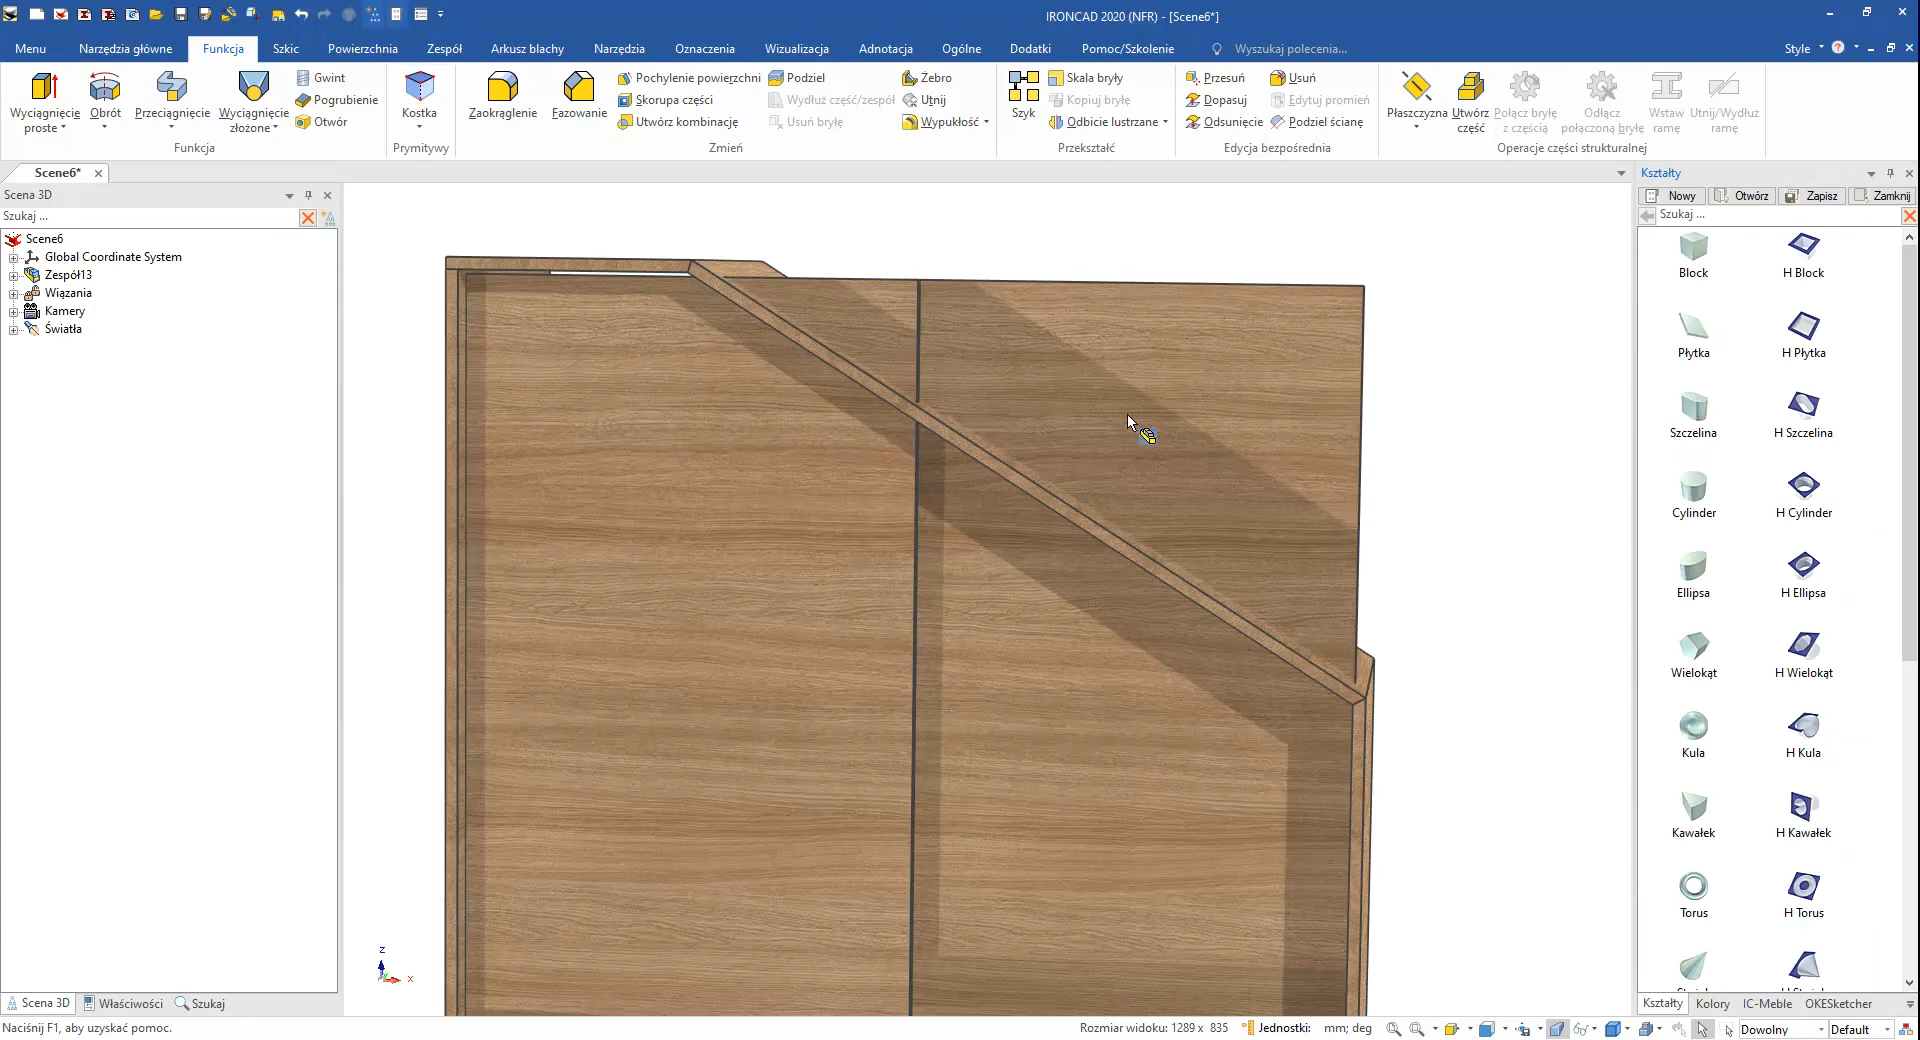 IRONCAD 2020 (NFR) - [Scene6*]
Menu Narzędzia główne Funkcja Szkic Powierzchnia Zespół Arkusz blachy Narzędzia Oznaczenia Wizualizacja Adnotacja Ogólne Dodatki Pomoc/Szkolenie Wyszukaj polecenia... Style
Wyciągnięcie proste Obrót Przeciągnięcie Wyciągnięcie złożone Gwint Pogrubienie Otwór
Funkcja
Kostka
Prymitywy
Zaokrąglenie Fazowanie Pochylenie powierzchni Skorupa części Utwórz kombinację Podziel Wydłuż część/zespół Usuń bryłę Żebro Utnij Wypukłość
Zmień
Szyk Skala bryły Kopiuj bryłę Odbicie lustrzane
Przekształć
Przesuń Dopasuj Odsunięcie Usuń Edytuj promień Podziel ścianę
Edycja bezpośrednia
Płaszczyzna Utwórz część Połącz bryłę z częścią Odłącz połączoną bryłę Wstaw ramę Utnij/Wydłuż ramę
Operacje części strukturalnej
Scene6*
Scena 3D
Szukaj ...
Scene6
Global Coordinate System
Zespół13
Wiązania
Kamery
Światła
z
x
Kształty
Nowy Otwórz Zapisz Zamknij
Szukaj ...
Block H Block
Płytka H Płytka
Szczelina H Szczelina
Cylinder H Cylinder
Ellipsa H Ellipsa
Wielokąt H Wielokąt
Kula H Kula
Kawałek H Kawałek
Torus H Torus
Scena 3D Właściwości Szukaj
Kształty Kolory IC-Meble OKESketcher
Naciśnij F1, aby uzyskać pomoc.
Rozmiar widoku: 1289 x 835 Jednostki: mm; deg Dowolny Default